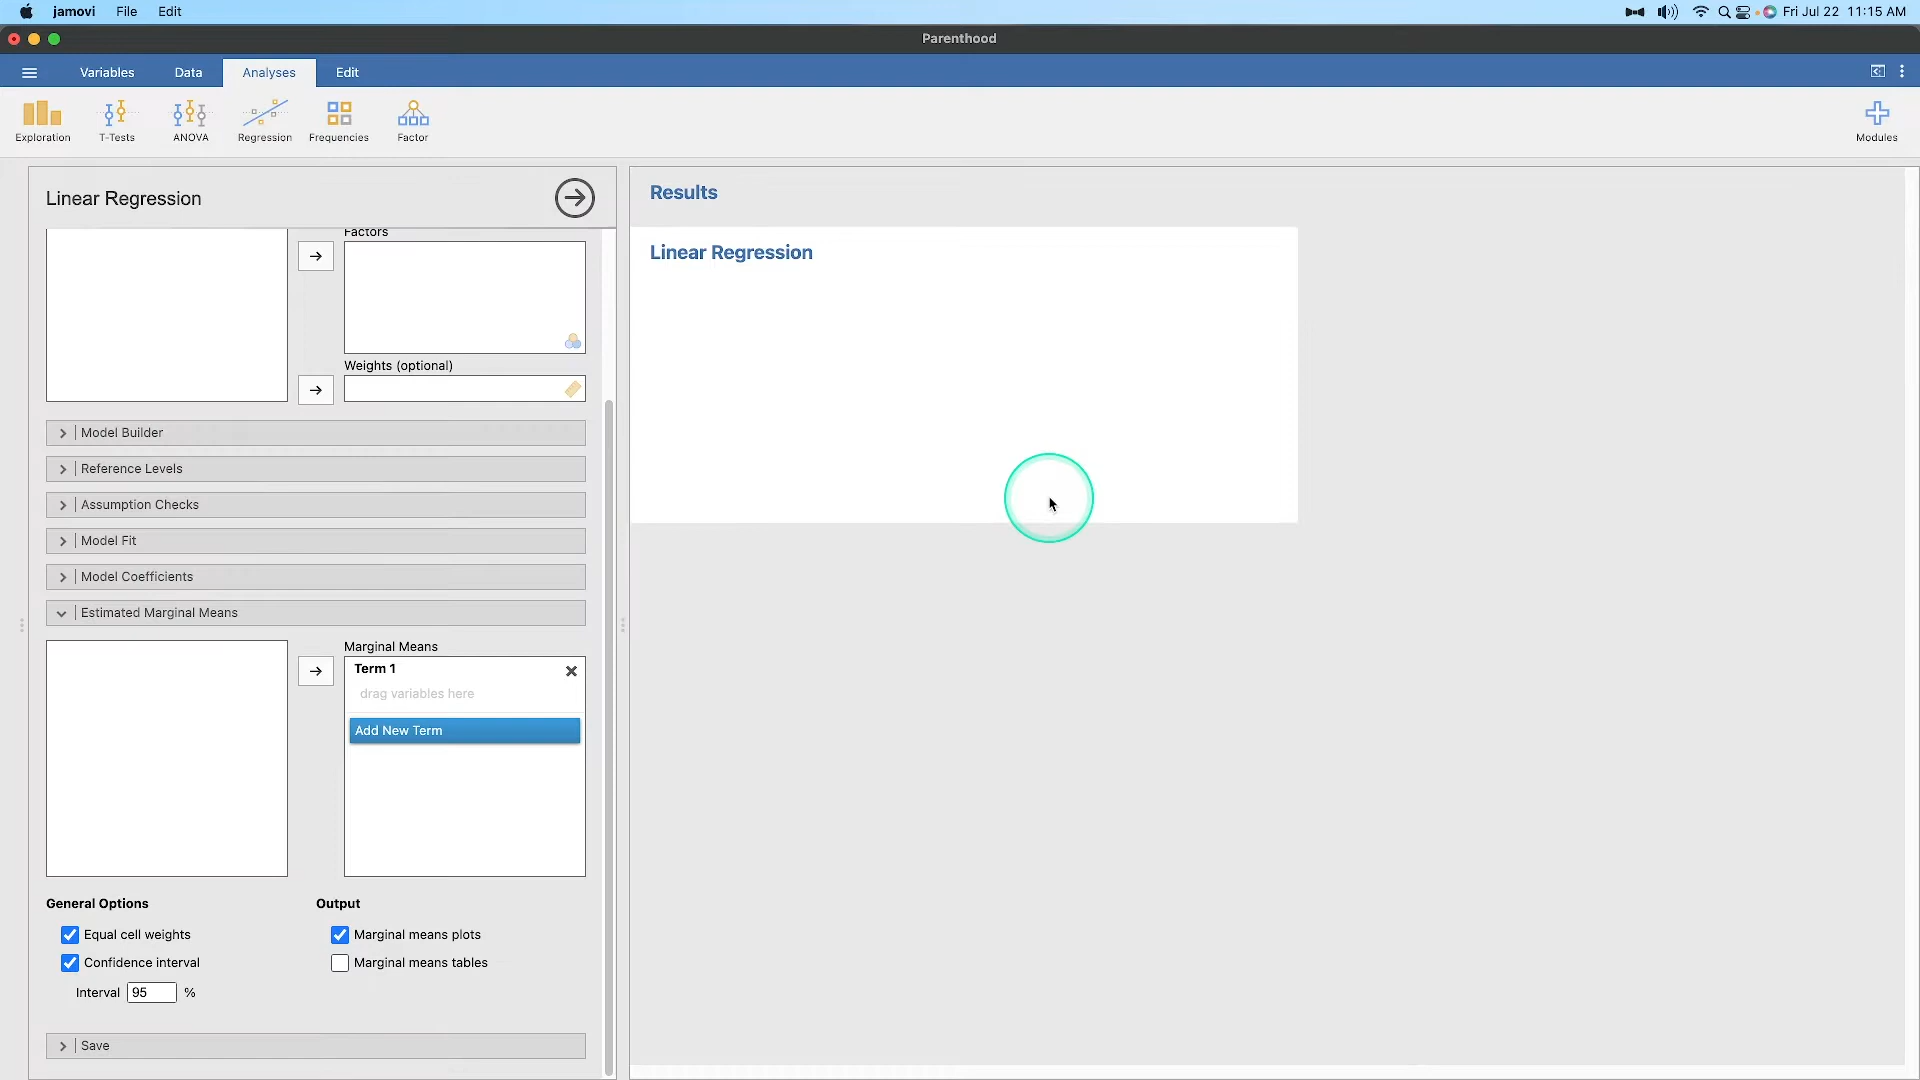 jamovi File Edit Fri Jul 22 11:15 AM
Parenthood
Variables Data Analyses Edit
Exploration T-Tests ANOVA Regression Frequencies Factor Modules
Linear Regression
Factors
Weights (optional)
Model Builder
Reference Levels
Assumption Checks
Model Fit
Model Coefficients
Estimated Marginal Means
Marginal Means
Term 1
drag variables here
Add New Term
General Options
Equal cell weights
Confidence interval
Interval 95 %
Output
Marginal means plots
Marginal means tables
Save
Results
Linear Regression